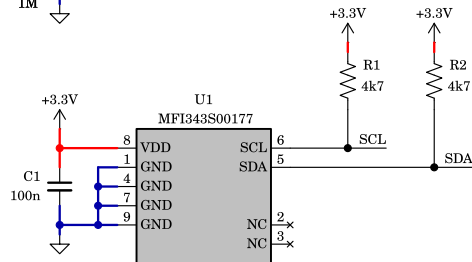 1M
+3.3V
+3.3V
R1
4k7
R2
4k7
+3.3V
U1
MFI343S00177
C1
100n
8
VDD
1
GND
4
GND
7
GND
9
GND
SCL
6
SCL
SDA
5
SDA
NC
2
NC
3